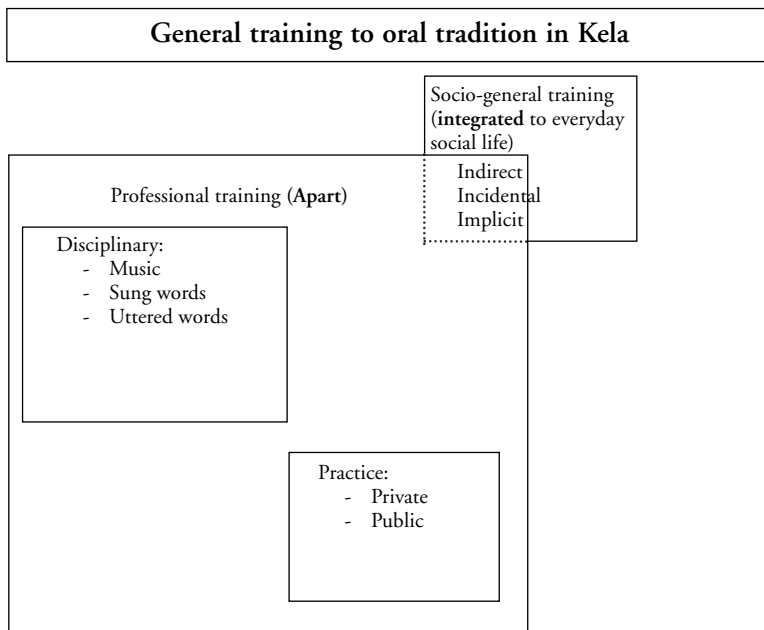 General training to oral tradition in Kela
Socio-general training
(integrated to everyday
social life)
Indirect
Incidental
Implicit
Professional training (Apart)
Disciplinary:
- Music
- Sung words
- Uttered words
Practice:
- Private
- Public